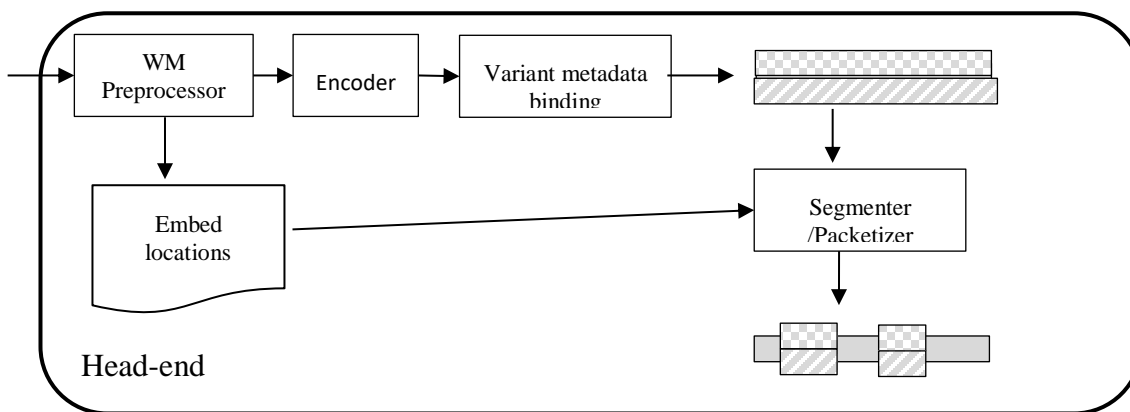 WM
Preprocessor
Encoder
Variant metadata
binding
Embed
locations
Segmenter
/Packetizer
Head-end